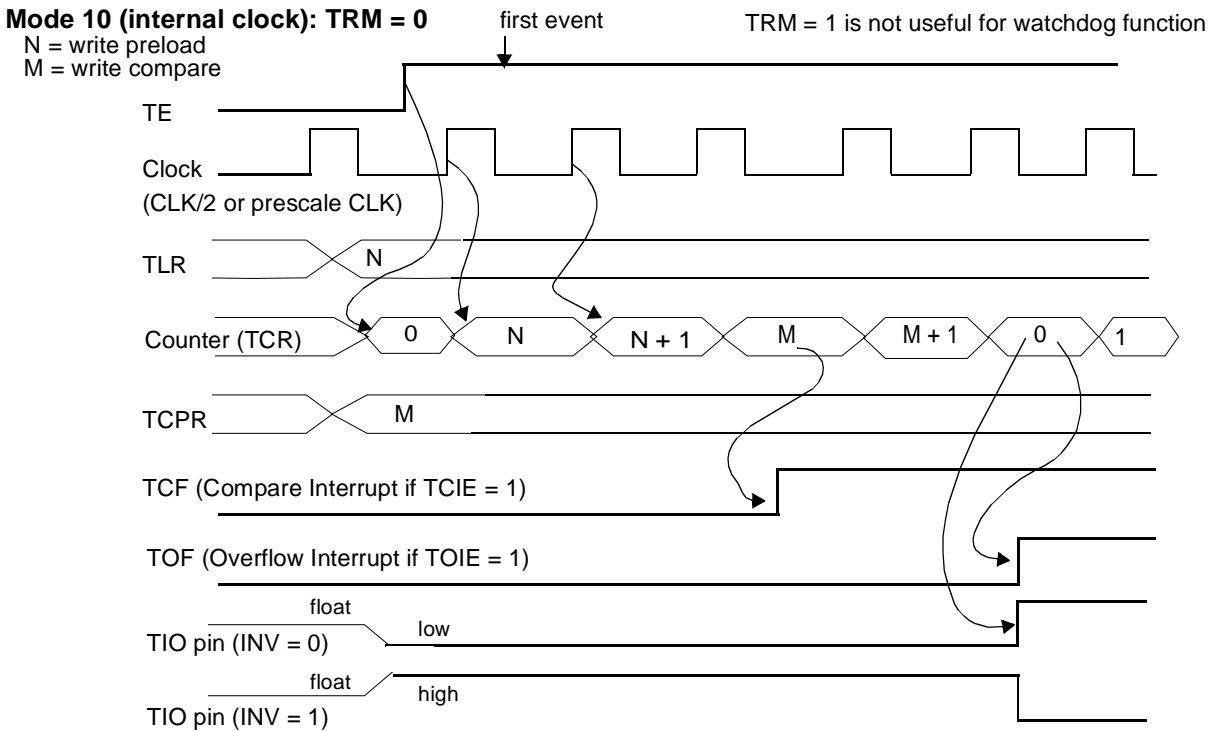 Mode 10 (internal clock): TRM = 0
first event
TRM = 1 is not useful for watchdog function
N = write preload
M = write compare
TE
Clock
(CLK/2 or prescale CLK)
TLR
N
Counter (TCR)
0
N
N + 1
M
M + 1
0
1
TCPR
M
TCF (Compare Interrupt if TCIE = 1)
TOF (Overflow Interrupt if TOIE = 1)
float
TIO pin (INV = 0)
low
float
TIO pin (INV = 1)
high